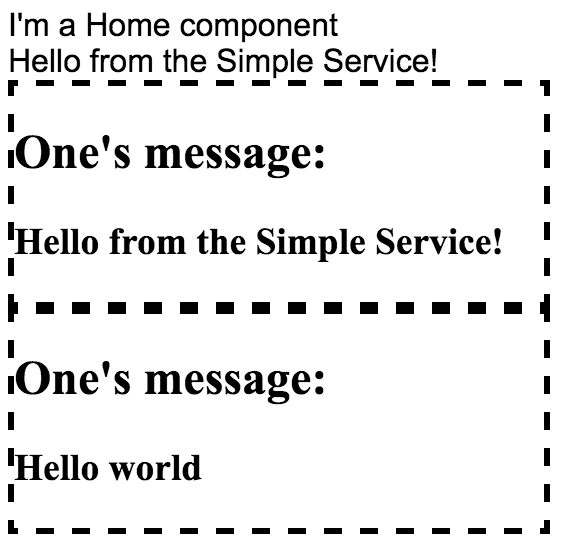 I'm a Home component
Hello from the Simple Service!
One's message:
Hello from the Simple Service!
One's message:
Hello world